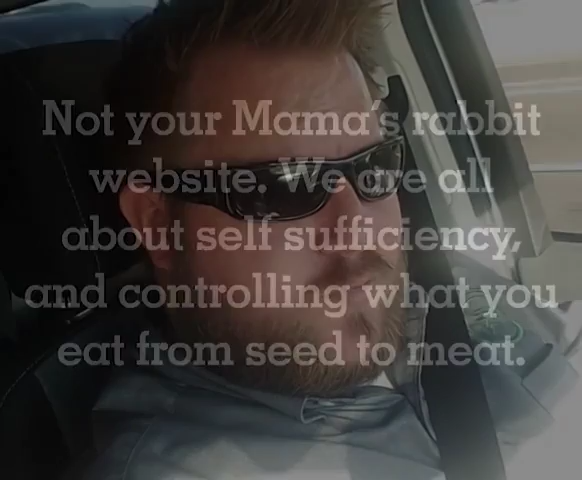 Not your Mama's rabbit
website. We are all
about self sufficiency,
and controlling what you
eat from seed to meat.